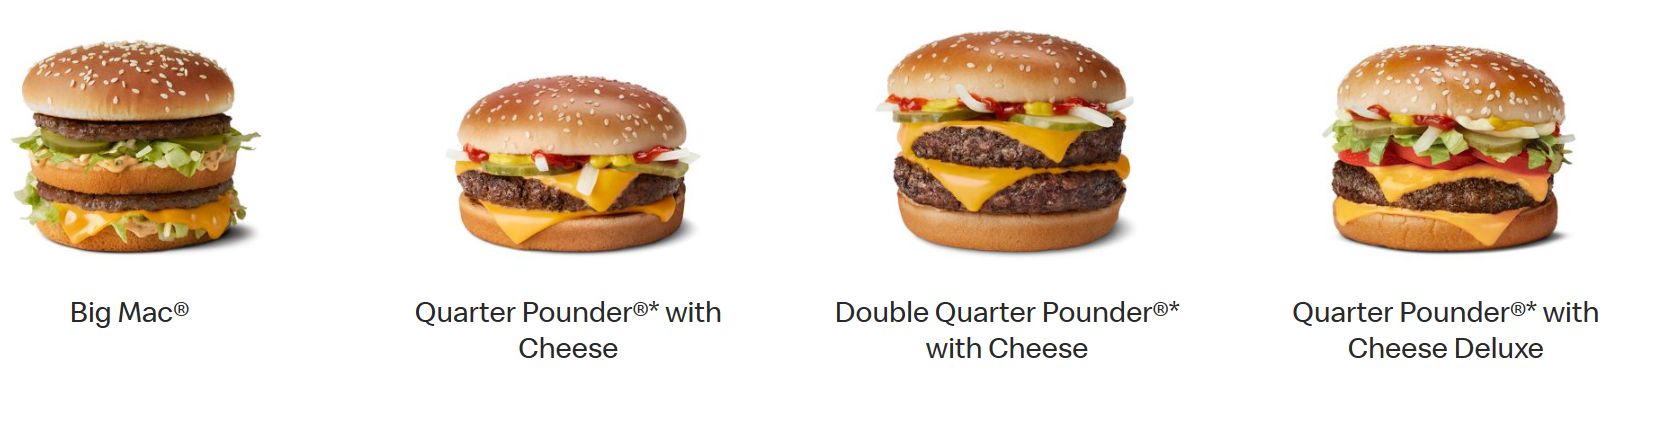 Big Mac®
Quarter Pounder®* with
Cheese
Double Quarter Pounder®*
with Cheese
Quarter Pounder®* with
Cheese Deluxe